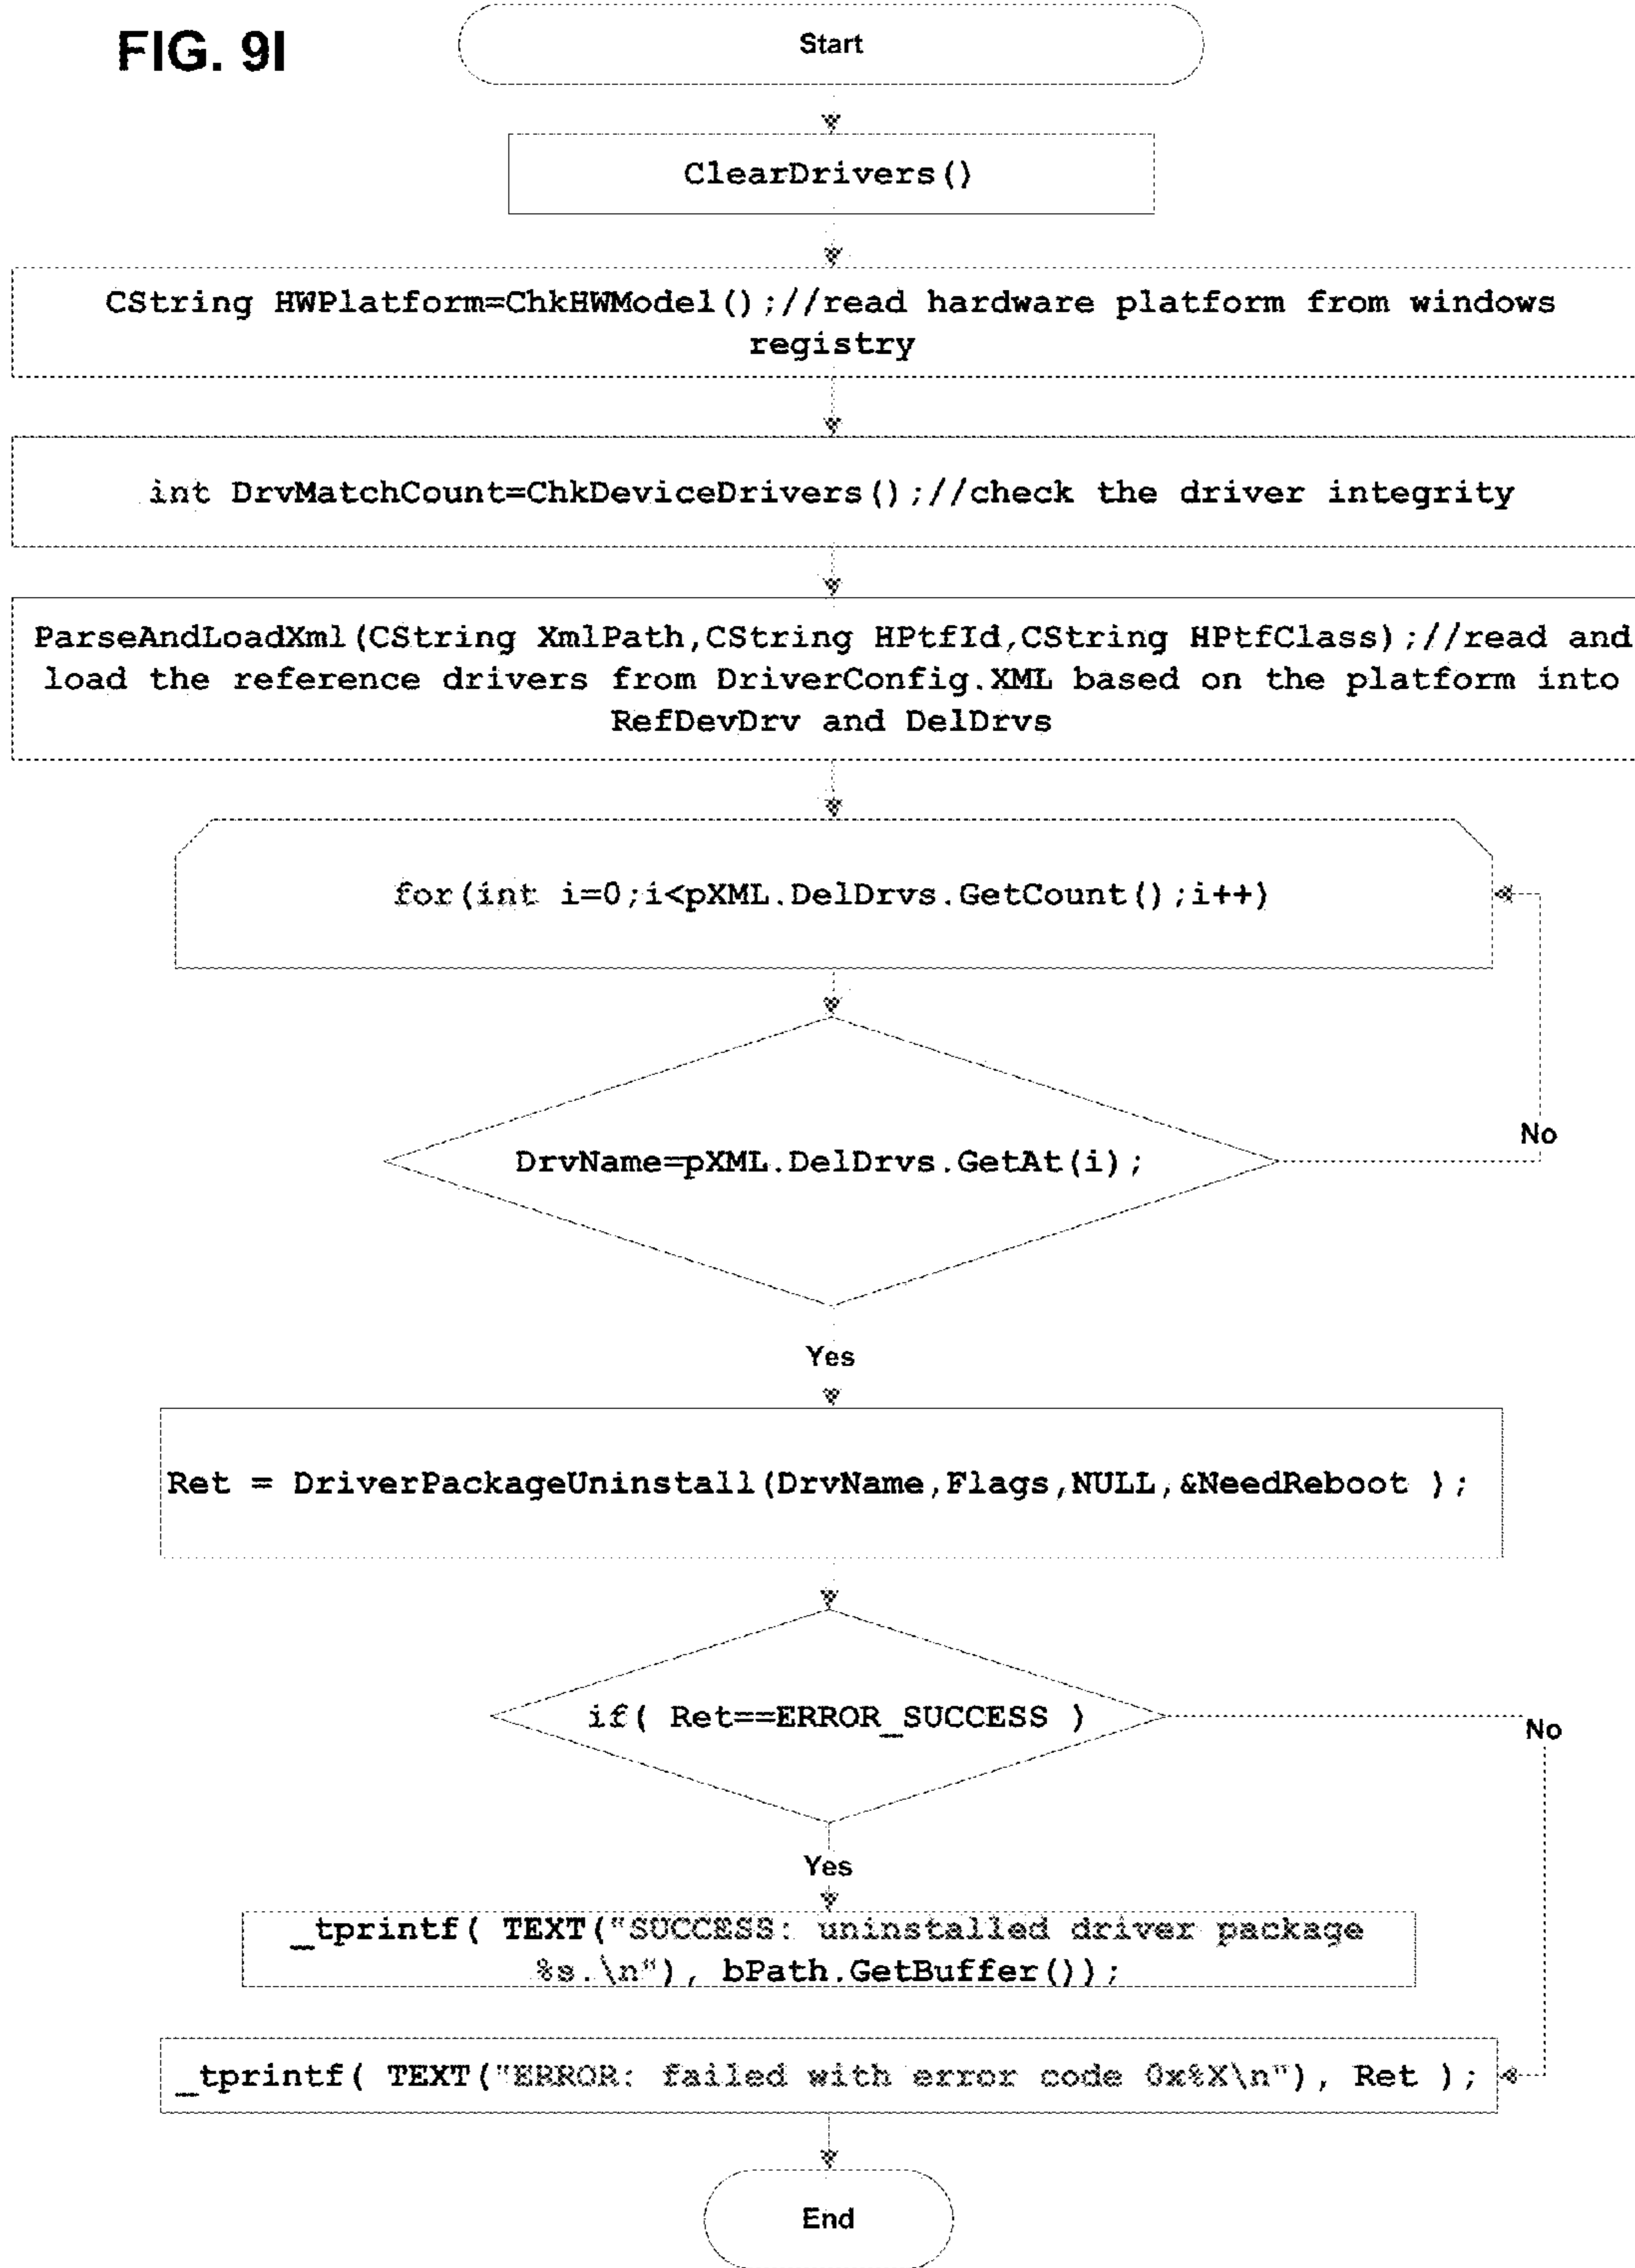 FIG. 9I
Start
ClearDrivers()
CString HWPlatform=ChkHWModel();//read hardware platform from windows
registry
int DrvMatchCount=ChkDeviceDrivers();//check the driver integrity
ParseAndLoadXml(CString XmlPath,CString HPtfId,CString HPtfClass);//read and
load the reference drivers from DriverConfig.XML based on the platform into
RefDevDrv and DelDrvs
for(int i=0;i<pXML.DelDrvs.GetCount();i++)
DrvName=pXML.DelDrvs.GetAt(i);
No
Yes
Ret = DriverPackageUninstall(DrvName,Flags,NULL,&NeedReboot );
if( Ret==ERROR_SUCCESS )
No
Yes
_tprintf( TEXT("SUCCESS: uninstalled driver package
%s.\n"), bPath.GetBuffer());
_tprintf( TEXT("ERROR: failed with error code 0x%X\n"), Ret );
End